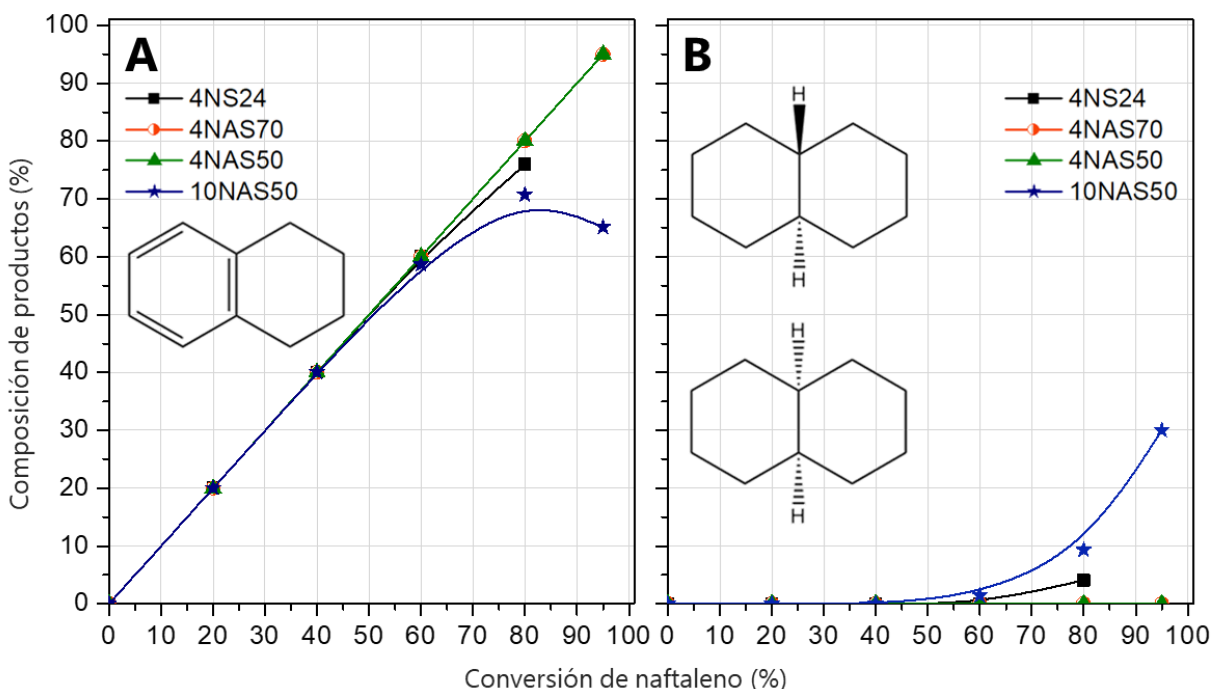 Composición de productos (%)
100
90
80
70
60
50
40
30
20
10
0
A
4NS24
4NAS70
4NAS50
10NAS50
0 10 20 30 40 50 60 70 80 90 100
B
4NS24
4NAS70
4NAS50
10NAS50
H
H
H
H
0 10 20 30 40 50 60 70 80 90 100
Conversión de naftaleno (%)